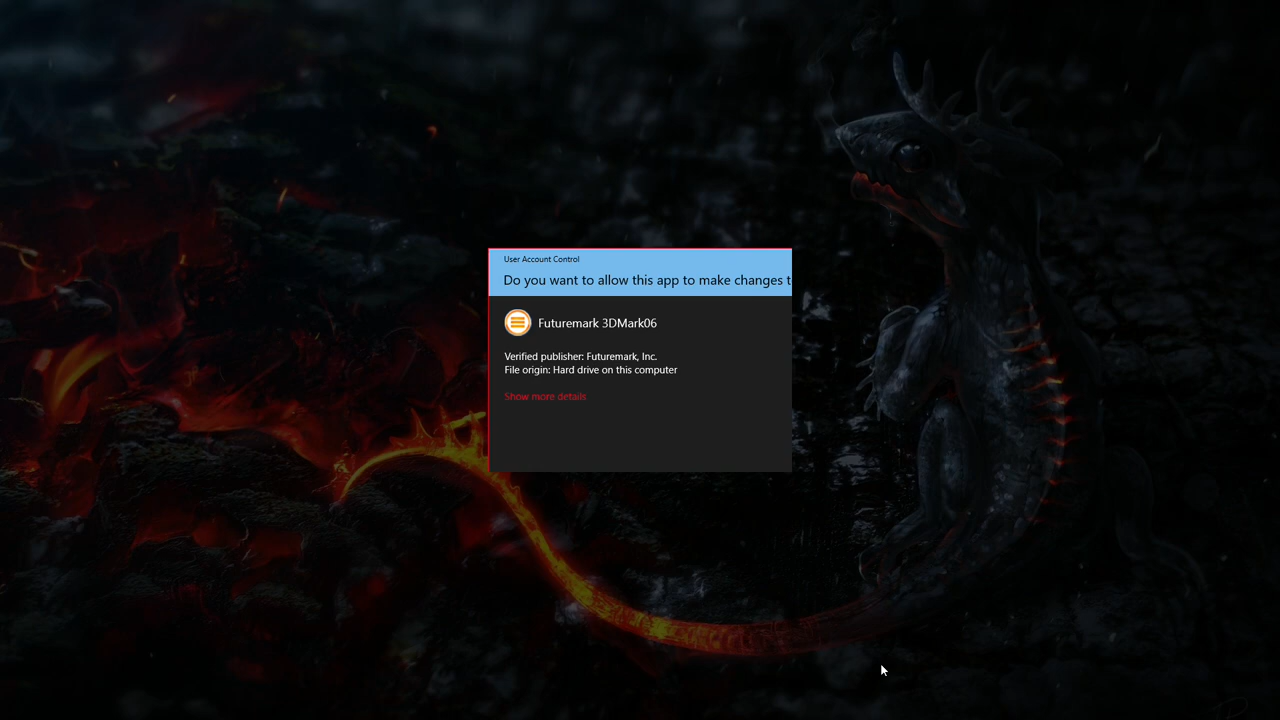 User Account Control
Do you want to allow this app to make changes t
Futuremark 3DMark06
Verified publisher: Futuremark, Inc.
File origin: Hard drive on this computer
Show more details